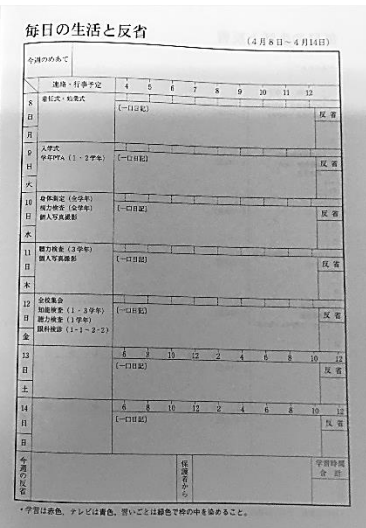 毎日の生活と反省
(4月8日~4月14日)
今週のめあて
連絡・行事予定
4 5 6 7 8 9 10 11 12
8日月
着任式・始業式
(一口日記)
反省
9日火
入学式
学年PTA(1・2学年)
(一口日記)
反省
10日水
身体測定(全学年)
視力検査(全学年)
個人写真撮影
(一口日記)
反省
11日木
聴力検査(3学年)
個人写真撮影
(一口日記)
反省
12日金
全校集会
知能検査(1・3学年)
聴力検査(1学年)
眼科検診(1-1~2-2)
(一口日記)
反省
13日土
6 8 10 12 2 4 6 8 10 12
(一口日記)
反省
14日日
6 8 10 12 2 4 6 8 10 12
(一口日記)
反省
今週の反省
保護者から
学習時間
合計
*学習は赤色,テレビは青色,習いごとは緑色で枠の中を染めること。